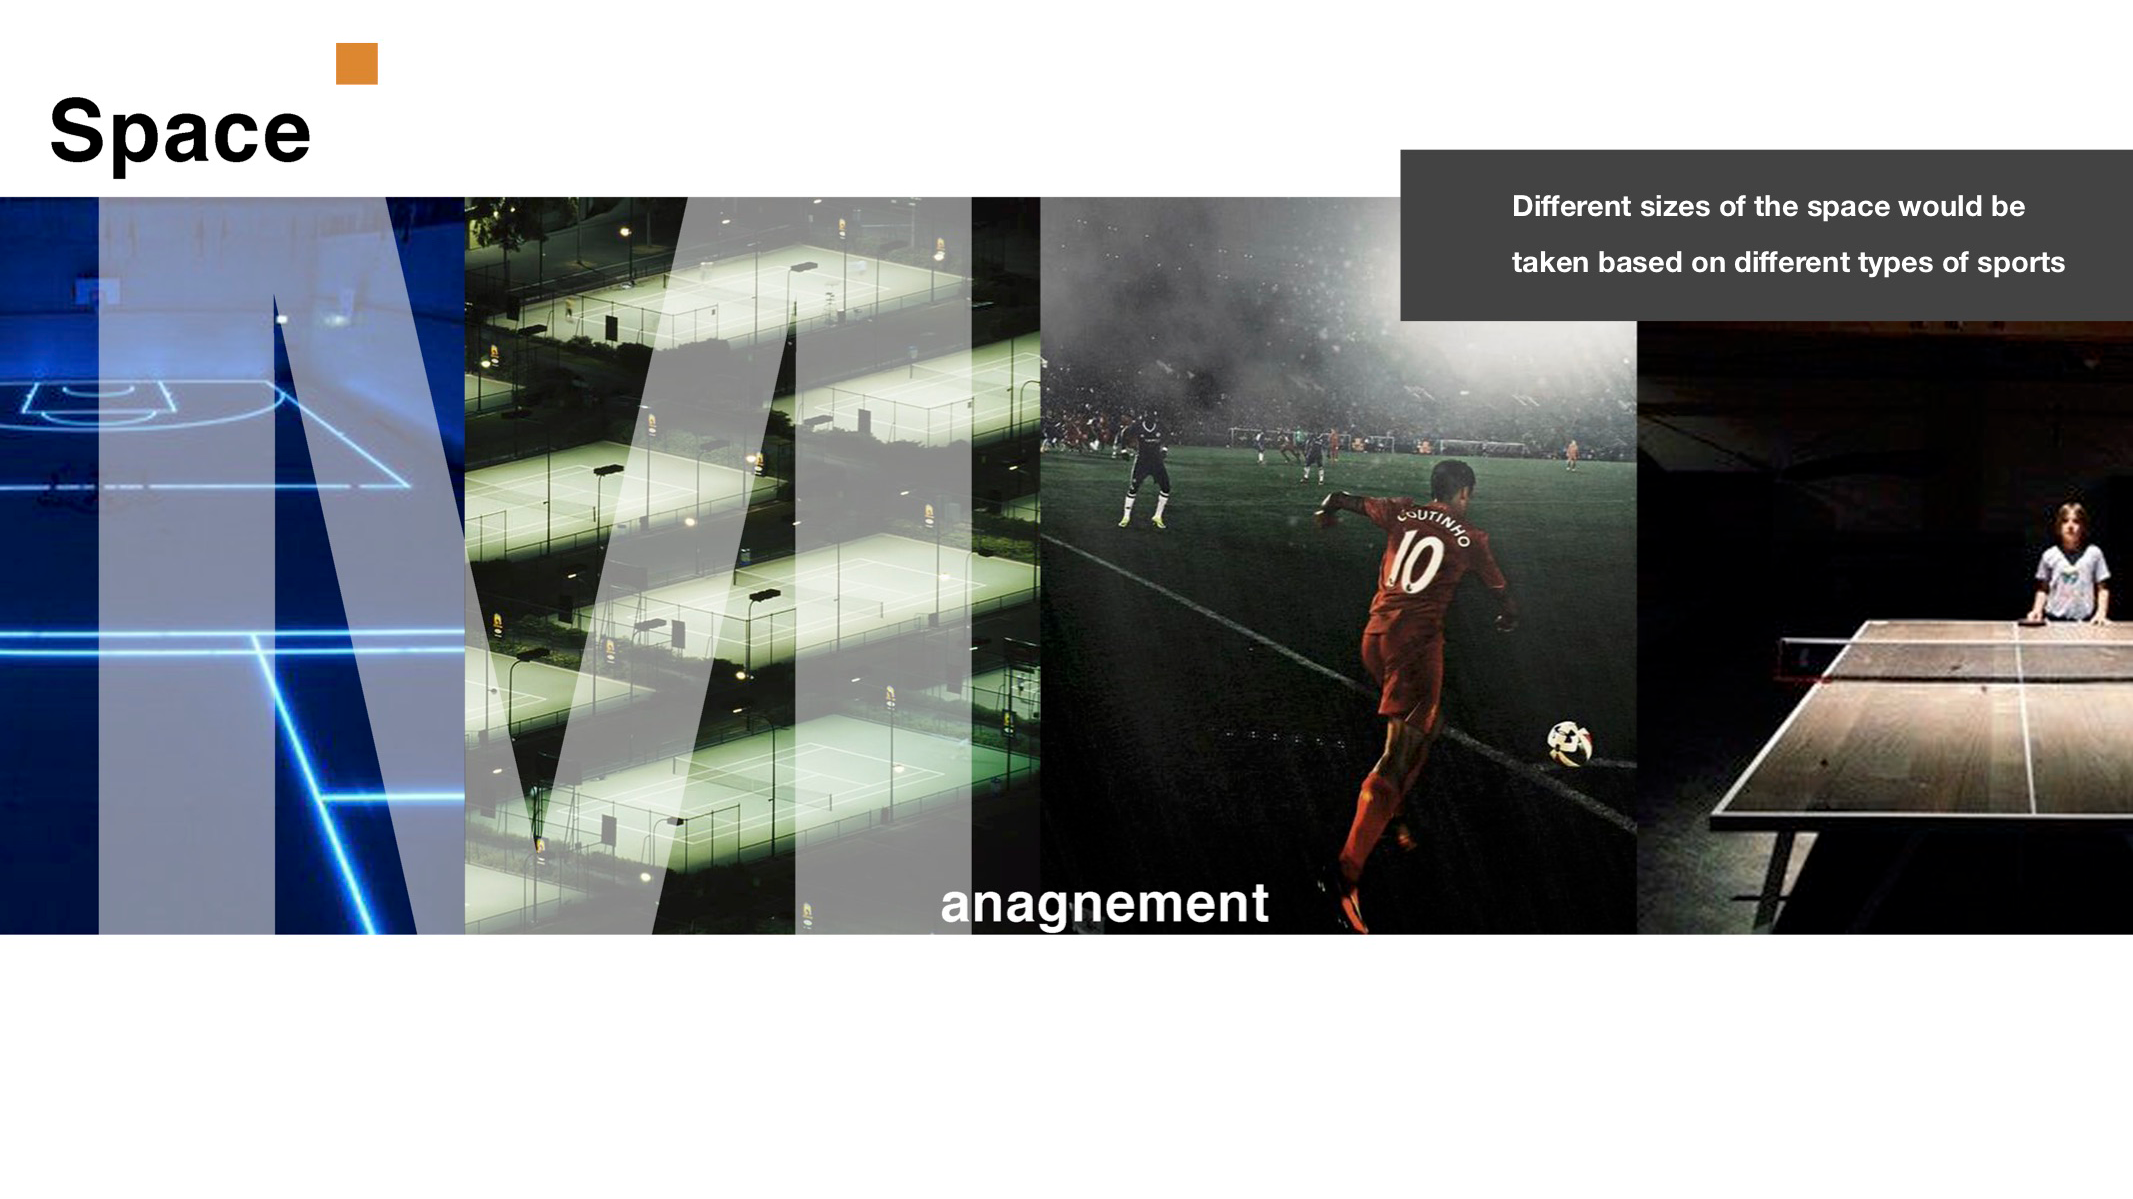 Space
Different sizes of the space would be
taken based on different types of sports
COUTINHO
10
M
anagnement